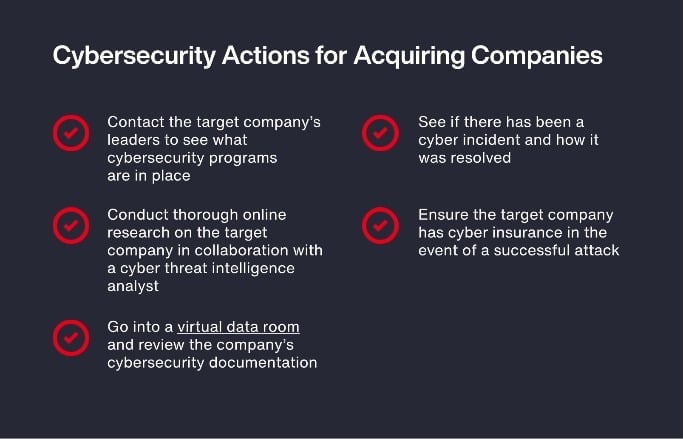 Cybersecurity Actions for Acquiring Companies
Contact the target company's
leaders to see what
cybersecurity programs
are in place
Conduct thorough online
research on the target
company in collaboration with
a cyber threat intelligence
analyst
Go into a virtual data room
and review the company's
cybersecurity documentation
See if there has been a
cyber incident and how it
was resolved
Ensure the target company
has cyber insurance in the
event of a successful attack